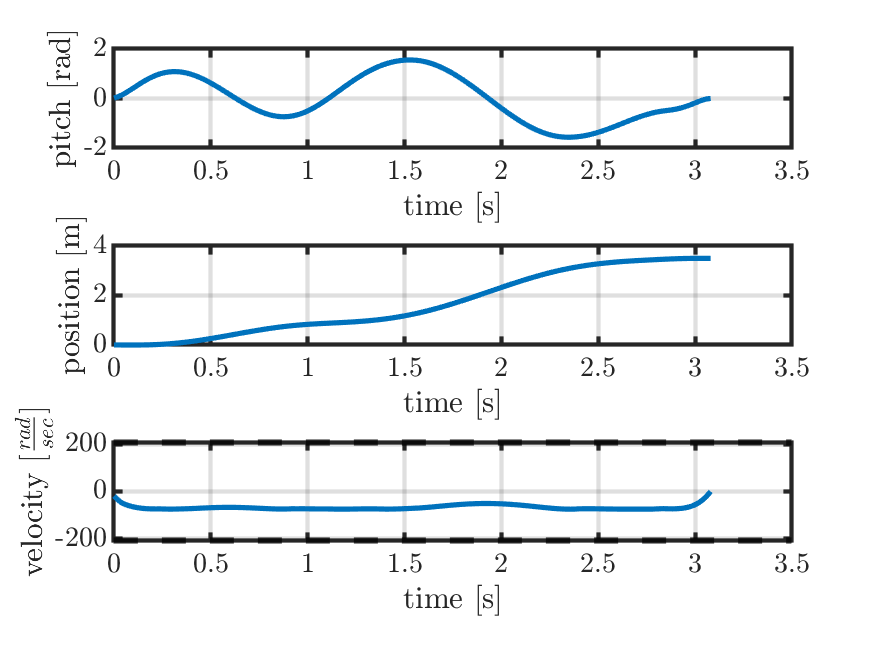 pitch [rad]
2
0
-2
0 0.5 1 1.5 2 2.5 3 3.5
time [s]
position [m]
4
2
0
0 0.5 1 1.5 2 2.5 3 3.5
time [s]
velocity [rad/sec]
200
0
-200
0 0.5 1 1.5 2 2.5 3 3.5
time [s]